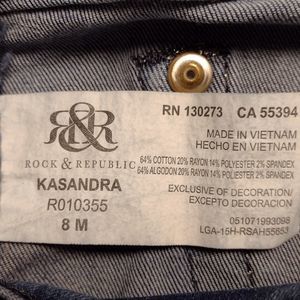 R&R
ROCK & REPUBLIC
KASANDRA
R010355
8 M
RN 130273 CA 55394
MADE IN VIETNAM
HECHO EN VIETNAM
64% COTTON 20% RAYON 14% POLYESTER 2% SPANDEX
64% ALGODON 20% RAYON 14% POLIESTER 2% SPANDEX
EXCLUSIVE OF DECORATION/
EXCEPTO DECORACION
051071993098
LGA-15H-RSAH55663